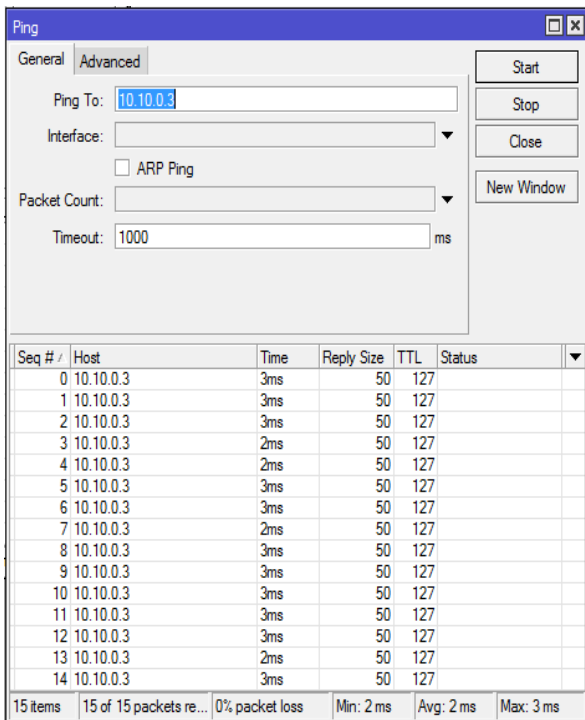 Ping
General Advanced
Start
Ping To: 10.10.0.3
Stop
Interface:
Close
ARP Ping
New Window
Packet Count:
Timeout: 1000 ms
Seq # Host Time Reply Size TTL Status
0 10.10.0.3 3ms 50 127
1 10.10.0.3 3ms 50 127
2 10.10.0.3 3ms 50 127
3 10.10.0.3 2ms 50 127
4 10.10.0.3 2ms 50 127
5 10.10.0.3 3ms 50 127
6 10.10.0.3 3ms 50 127
7 10.10.0.3 2ms 50 127
8 10.10.0.3 3ms 50 127
9 10.10.0.3 3ms 50 127
10 10.10.0.3 3ms 50 127
11 10.10.0.3 3ms 50 127
12 10.10.0.3 3ms 50 127
13 10.10.0.3 2ms 50 127
14 10.10.0.3 3ms 50 127
15 items 15 of 15 packets re... 0% packet loss Min: 2 ms Avg: 2 ms Max: 3 ms